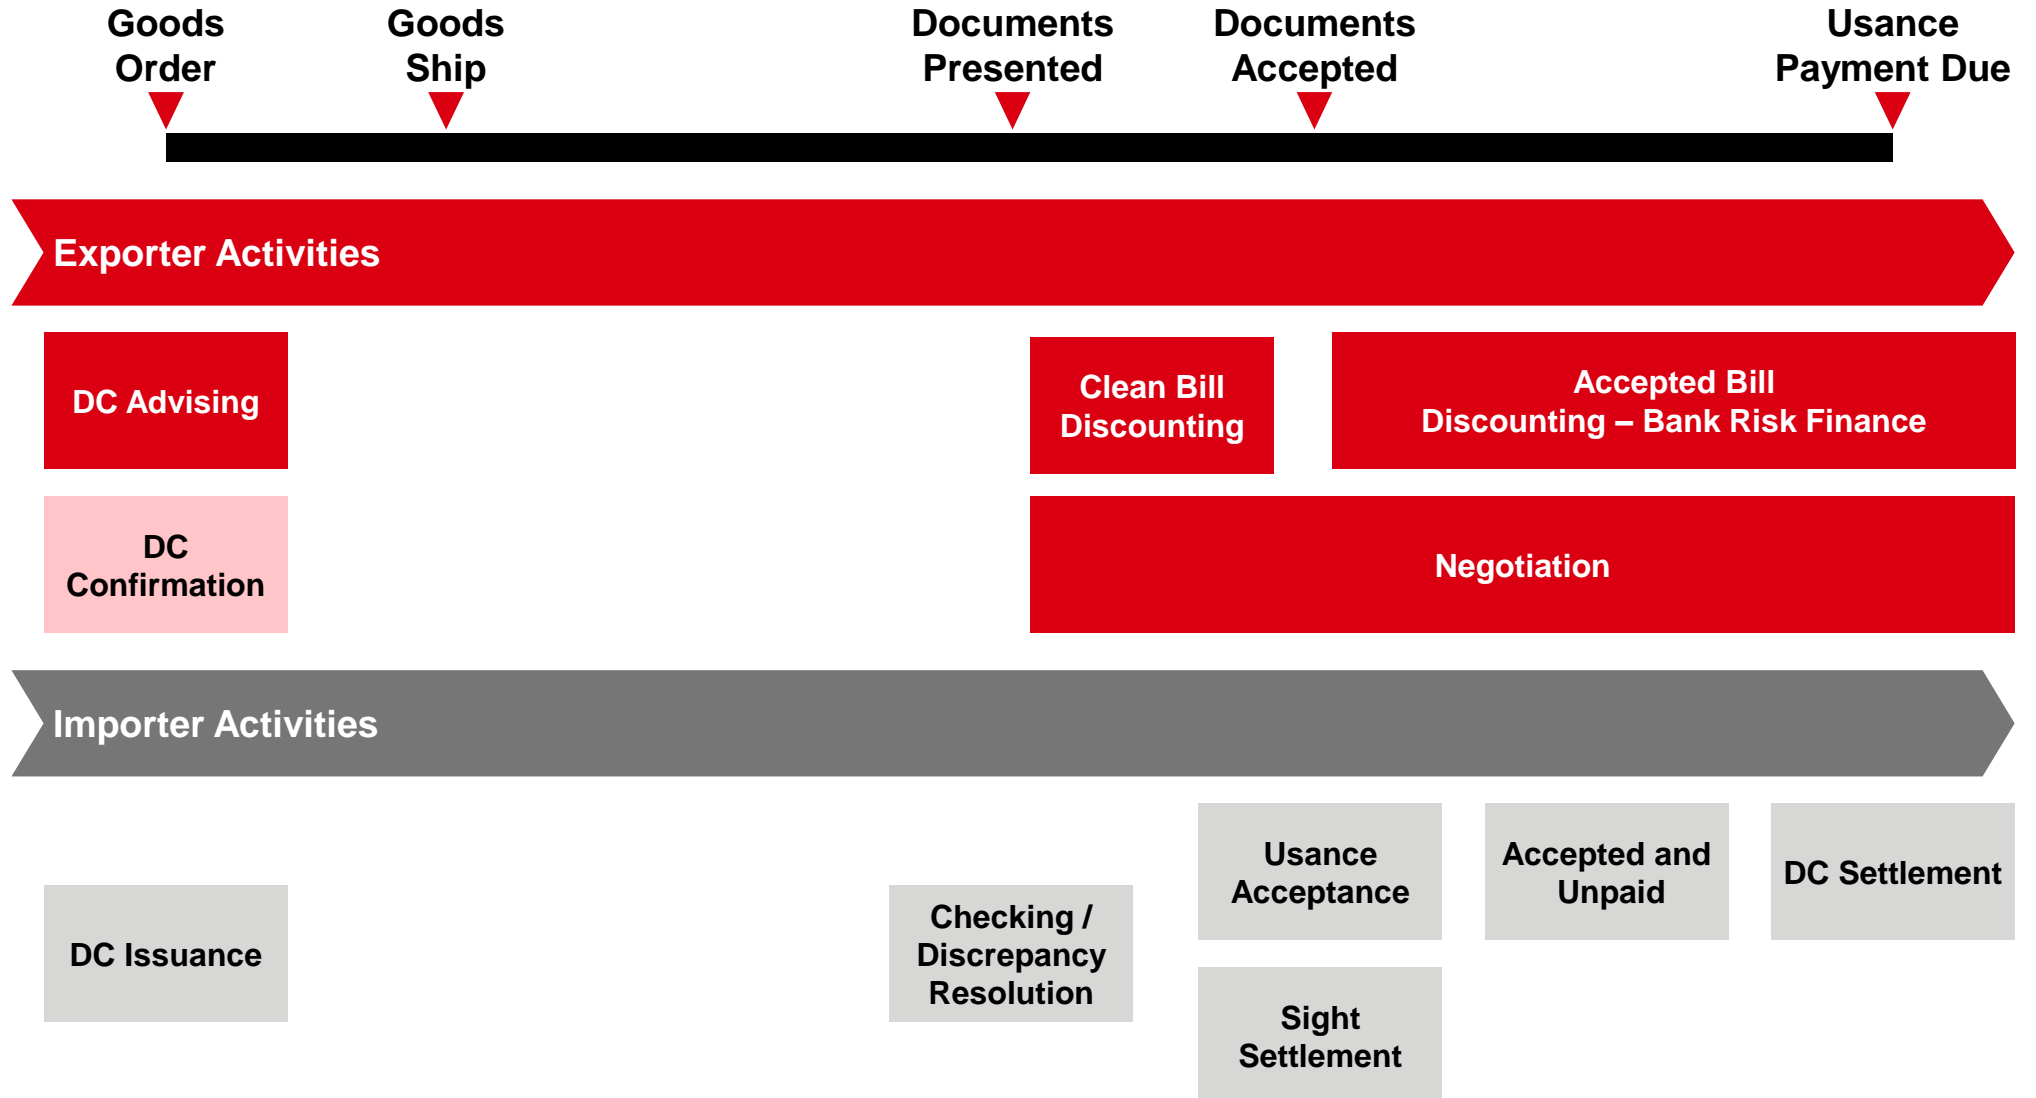 Goods
Order
Goods
Ship
Documents
Presented
Documents
Accepted
Usance
Payment Due
Exporter Activities
DC Advising
Clean Bill
Discounting
Accepted Bill
Discounting – Bank Risk Finance
DC
Confirmation
Negotiation
Importer Activities
DC Issuance
Checking /
Discrepancy
Resolution
Usance
Acceptance
Accepted and
Unpaid
DC Settlement
Sight
Settlement